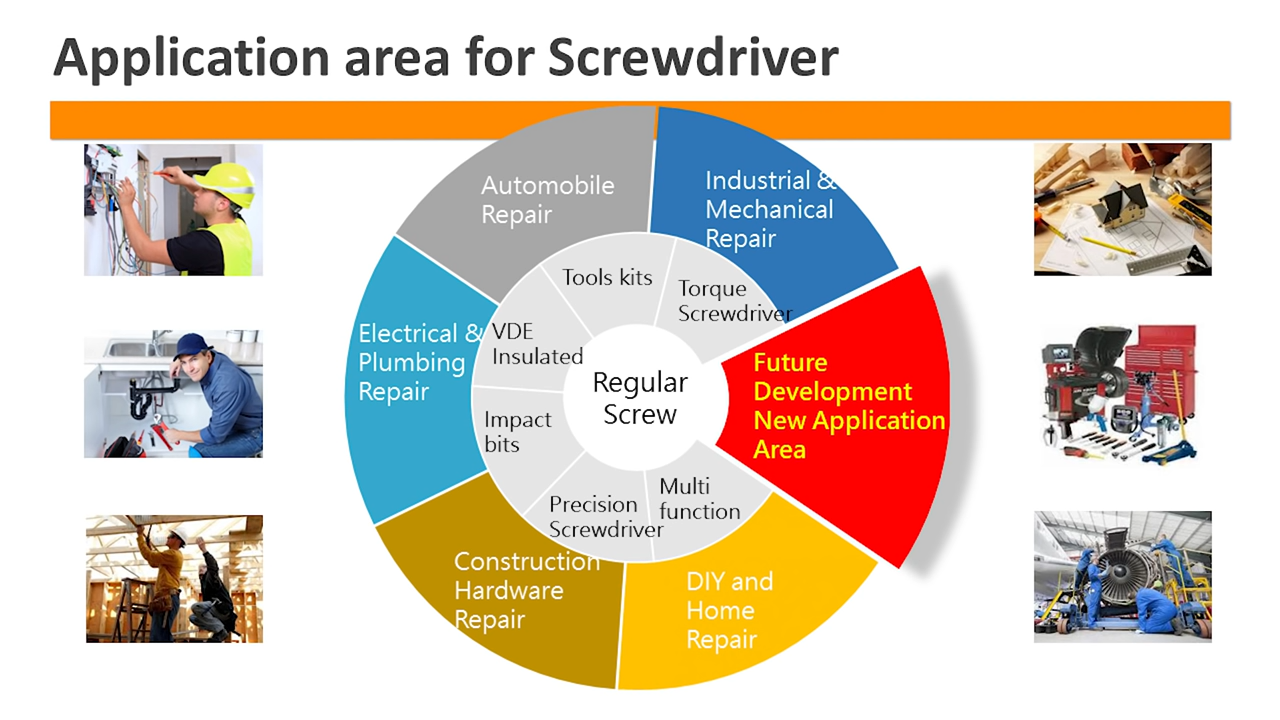 Application area for Screwdriver
Automobile
Repair
Industrial &
Mechanical
Repair
Tools kits
Torque
Screwdriver
Electrical &
Plumbing
Repair
VDE
Insulated
Regular
Screw
Future
Development
New Application
Area
Impact
bits
Precision
Screwdriver
Multi
function
Construction
Hardware
Repair
DIY and
Home
Repair